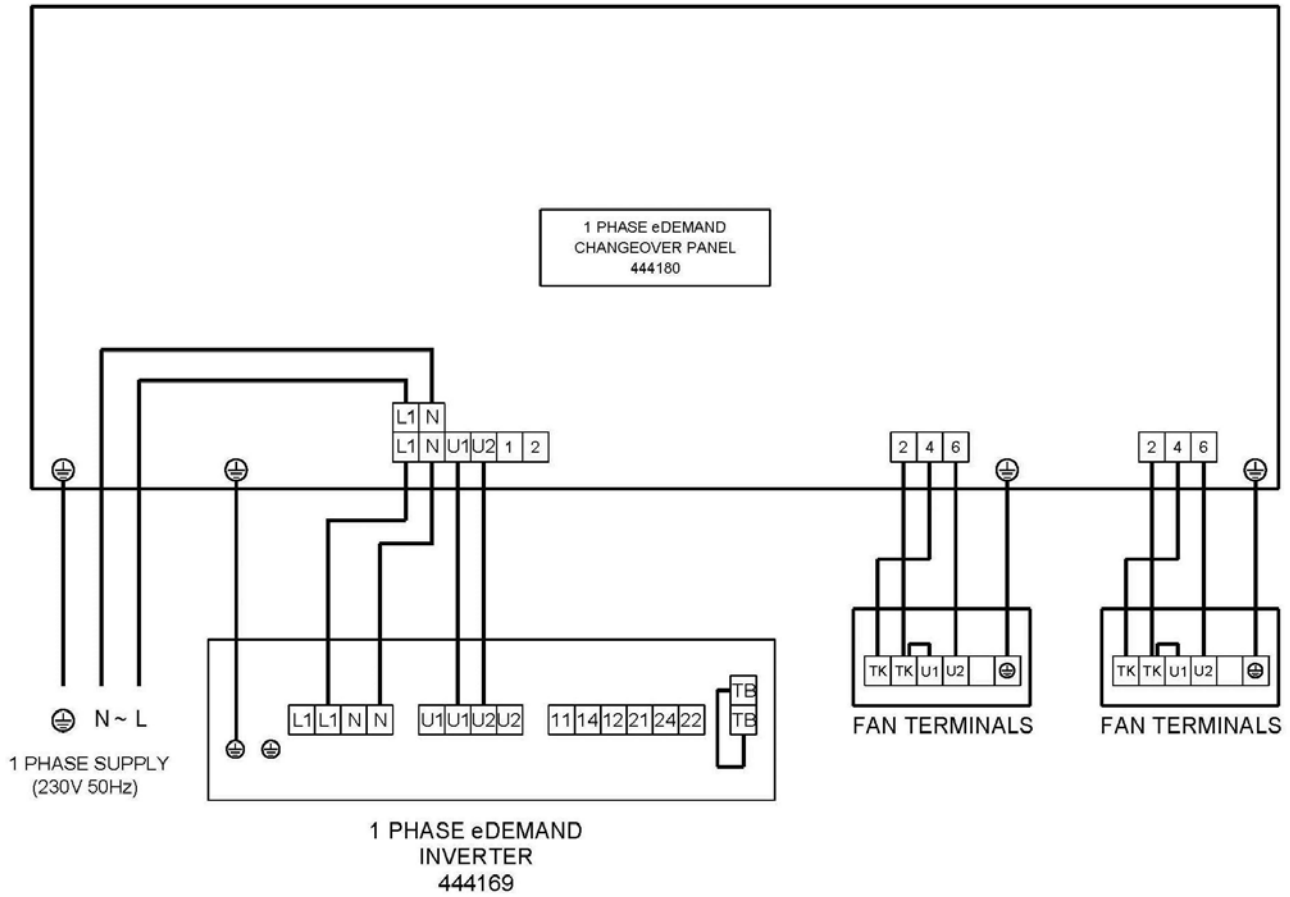 1 PHASE eDEMAND
CHANGEOVER PANEL
444180
L1 N
L1 N U1 U2 1 2
2 4 6
2 4 6
TK TK U1 U2
FAN TERMINALS
TK TK U1 U2
FAN TERMINALS
N ~ L
1 PHASE SUPPLY
(230V 50Hz)
L1 L1 N N
U1 U1 U2 U2
11 14 12 21 24 22
TB
TB
1 PHASE eDEMAND
INVERTER
444169